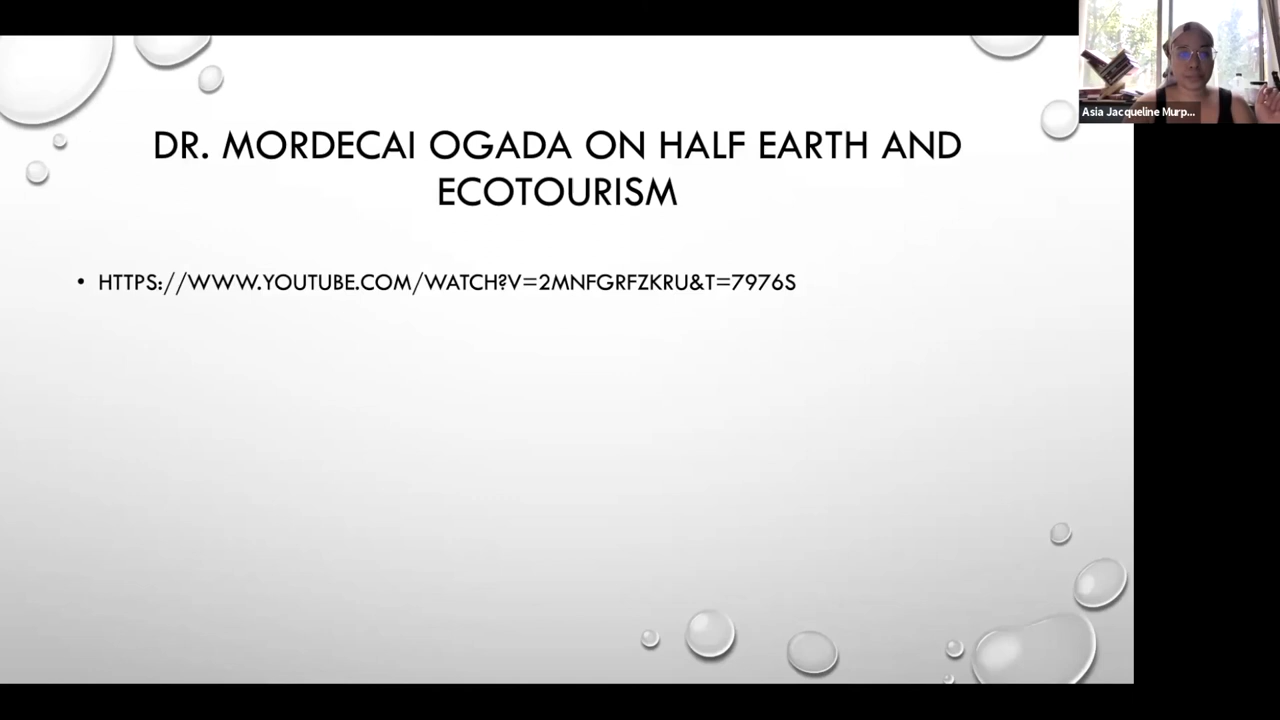 Asia Jacqueline Murp...
DR. MORDECAI OGADA ON HALF EARTH AND
ECOTOURISM
• HTTPS://WWW.YOUTUBE.COM/WATCH?V=2MNFGRFZKRU&T=7976S